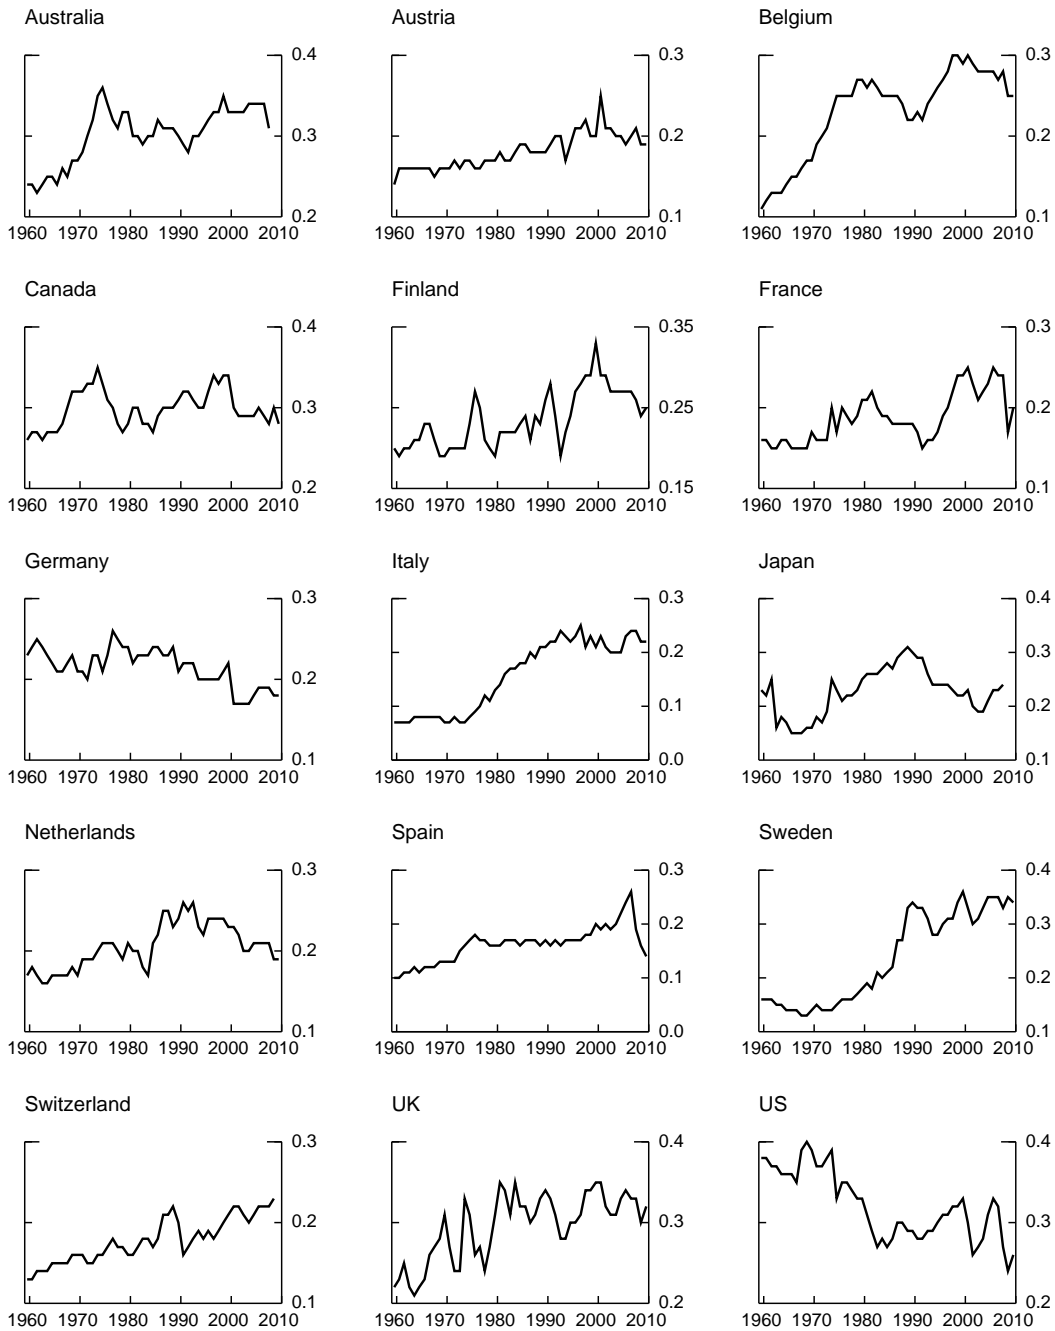 Australia Austria Belgium
0.4 0.3 0.3
0.3 0.2 0.2
0.2 0.1 0.1
1960 1970 1980 1990 2000 2010 1960 1970 1980 1990 2000 2010 1960 1970 1980 1990 2000 2010
Canada Finland France
0.4 0.35 0.3
0.3 0.25 0.2
0.2 0.15 0.1
1960 1970 1980 1990 2000 2010 1960 1970 1980 1990 2000 2010 1960 1970 1980 1990 2000 2010
Germany Italy Japan
0.3 0.3 0.4
0.2 0.3
0.2 0.1 0.2
0.1 0.0 0.1
1960 1970 1980 1990 2000 2010 1960 1970 1980 1990 2000 2010 1960 1970 1980 1990 2000 2010
Netherlands Spain Sweden
0.3 0.3 0.4
0.2 0.3
0.2 0.1 0.2
0.1 0.0 0.1
1960 1970 1980 1990 2000 2010 1960 1970 1980 1990 2000 2010 1960 1970 1980 1990 2000 2010
Switzerland UK US
0.3 0.4 0.4
0.2 0.3 0.3
0.1 0.2 0.2
1960 1970 1980 1990 2000 2010 1960 1970 1980 1990 2000 2010 1960 1970 1980 1990 2000 2010